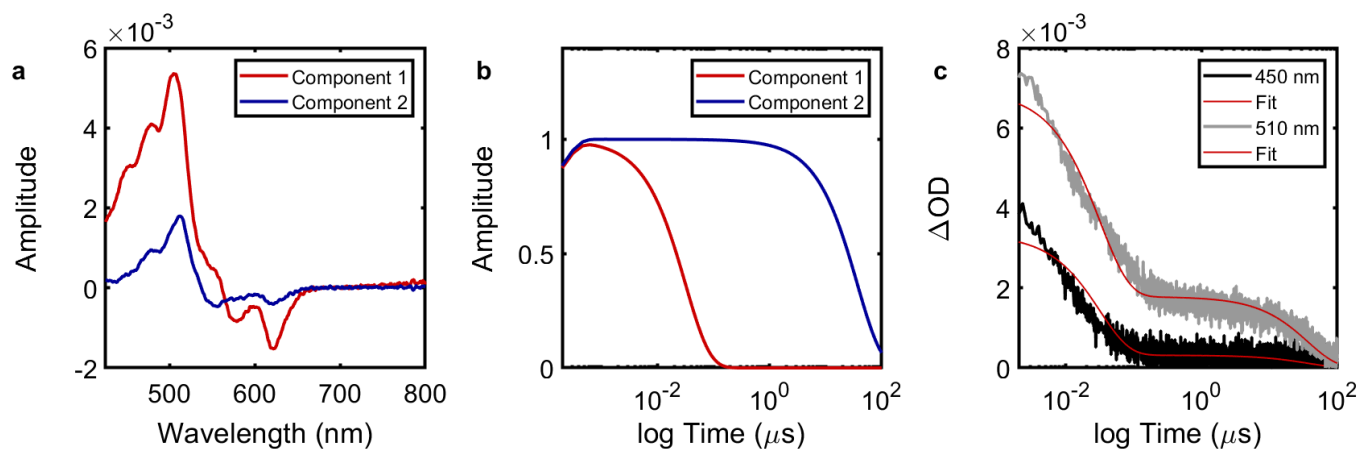 a
×10⁻³
6
4
2
0
-2
500
600
700
800
Amplitude
Wavelength (nm)
Component 1
Component 2
b
1
0.5
0
10⁻²
10⁰
10²
Amplitude
log Time (μs)
Component 1
Component 2
c
×10⁻³
8
6
4
2
0
10⁻²
10⁰
10²
ΔOD
log Time (μs)
450 nm
Fit
510 nm
Fit